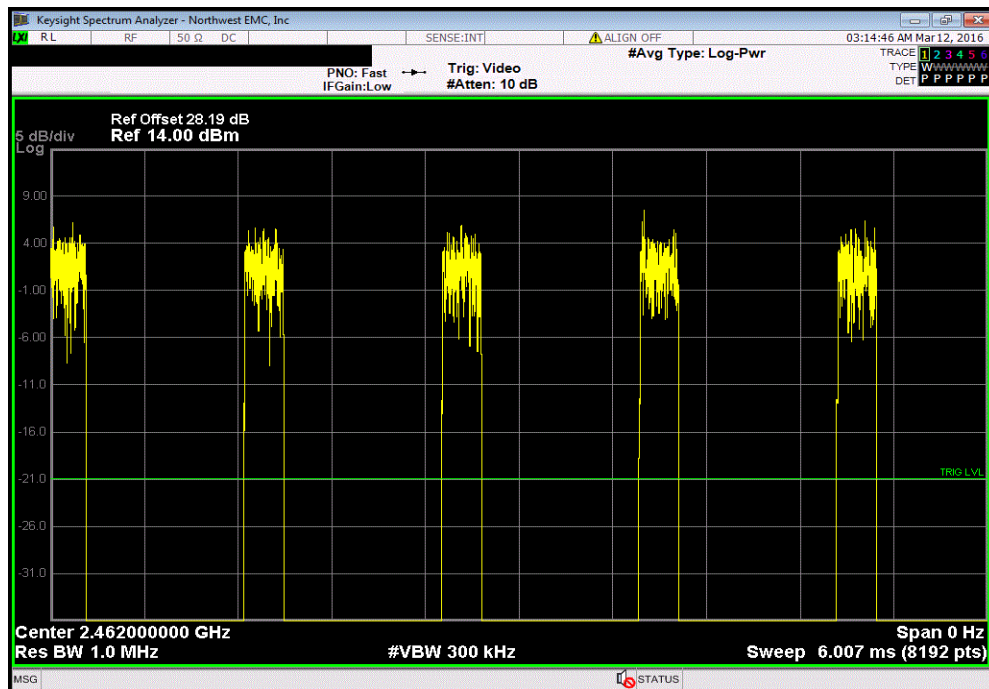 Keysight Spectrum Analyzer - Northwest EMC, Inc
LXI RL RF 50 Ω DC SENSE:INT ALIGN OFF 03:14:46 AM Mar 12, 2016
#Avg Type: Log-Pwr TRACE 1 2 3 4 5 6
PNO: Fast Trig: Video TYPE W W W W W W
IFGain:Low #Atten: 10 dB DET P P P P P P
Ref Offset 28.19 dB
5 dB/div Ref 14.00 dBm
Log
9.00
4.00
-1.00
-6.00
-11.0
-16.0
TRIG LVL
-21.0
-26.0
-31.0
Center 2.462000000 GHz Span 0 Hz
Res BW 1.0 MHz #VBW 300 kHz Sweep 6.007 ms (8192 pts)
MSG STATUS